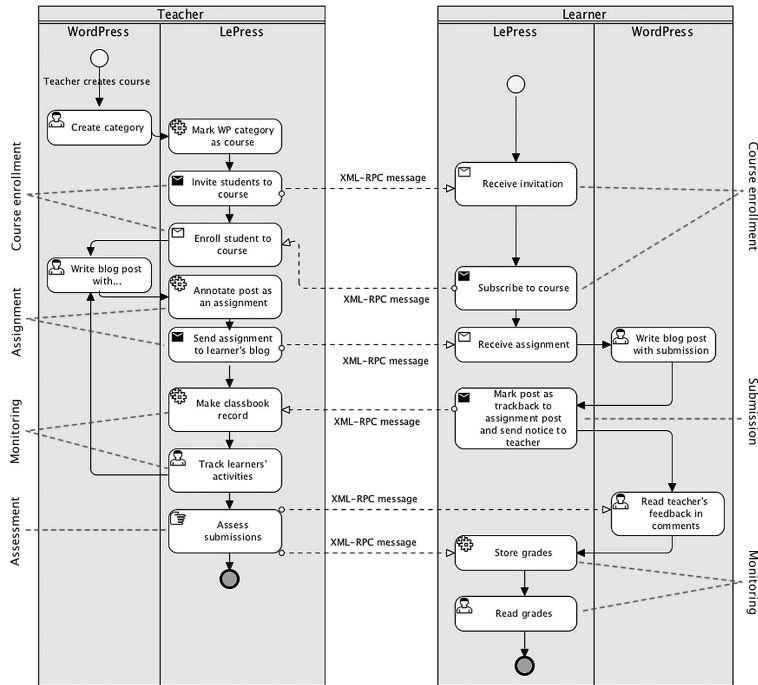 Teacher
WordPress
LePress
Teacher creates course
Create category
Mark WP category
as course
Invite students to
course
Enroll student to
course
Write blog post
with...
Annotate post as
an assignment
Send assignment
to learner's blog
Make classbook
record
Track learners'
activities
Assess
submissions
Course enrollment
Assignment
Monitoring
Assessment
XML-RPC message
XML-RPC message
XML-RPC message
XML-RPC message
XML-RPC message
XML-RPC message
Learner
LePress
WordPress
Receive invitation
Subscribe to course
Receive assignment
Write blog post
with submission
Mark post as
trackback to
assignment post
and send notice to
teacher
Read teacher's
feedback in
comments
Store grades
Read grades
Course enrollment
Submission
Monitoring